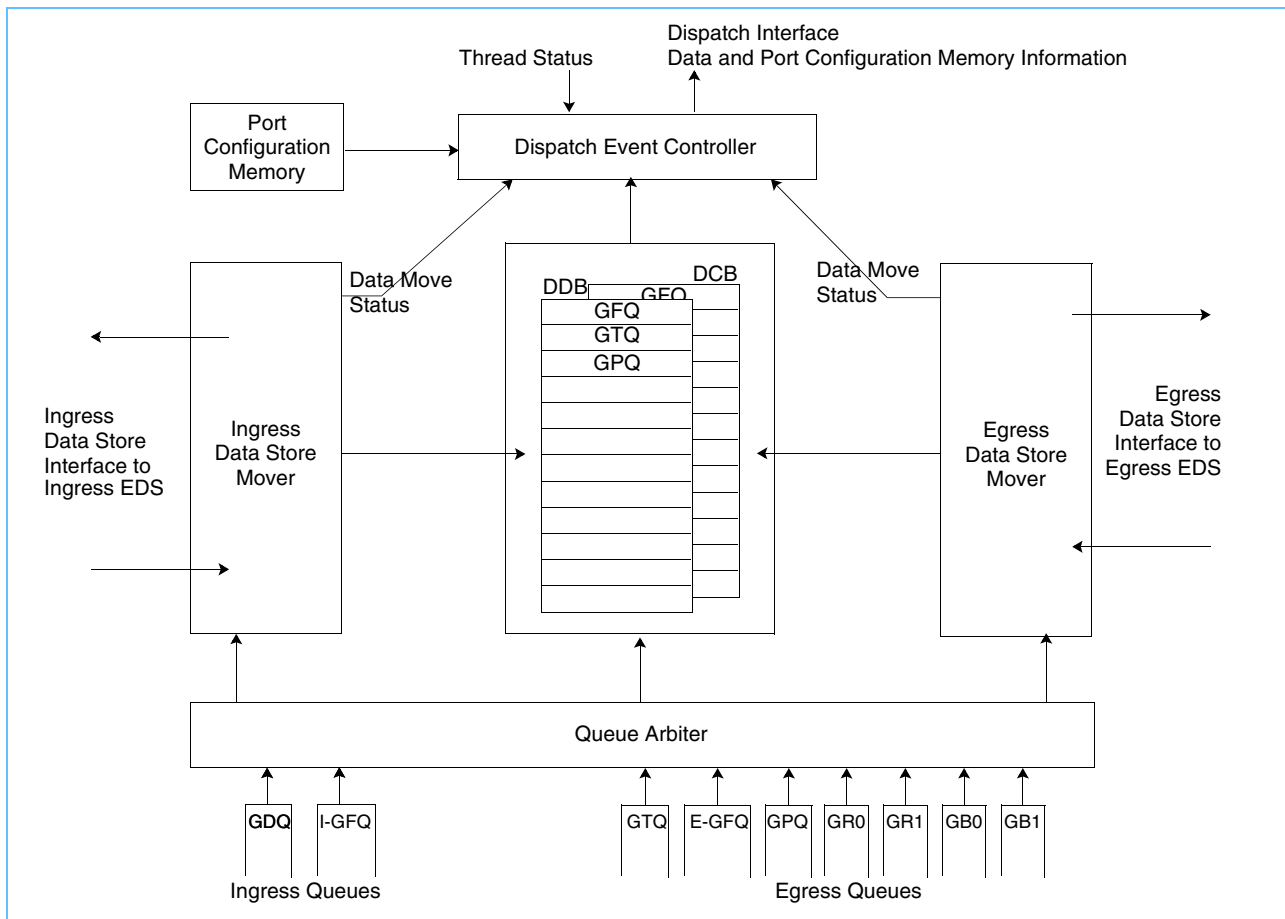 Dispatch Interface
Data and Port Configuration Memory Information
Thread Status
Port
Configuration
Memory
Dispatch Event Controller
Data Move
Status
Data Move
Status
DCB
DDB
GFQ
GFQ
GTQ
GPQ
Ingress
Data Store
Interface to
Ingress EDS
Ingress
Data Store
Mover
Egress
Data Store
Mover
Egress
Data Store
Interface to
Egress EDS
Queue Arbiter
GDQ
I-GFQ
GTQ
E-GFQ
GPQ
GR0
GR1
GB0
GB1
Ingress Queues
Egress Queues